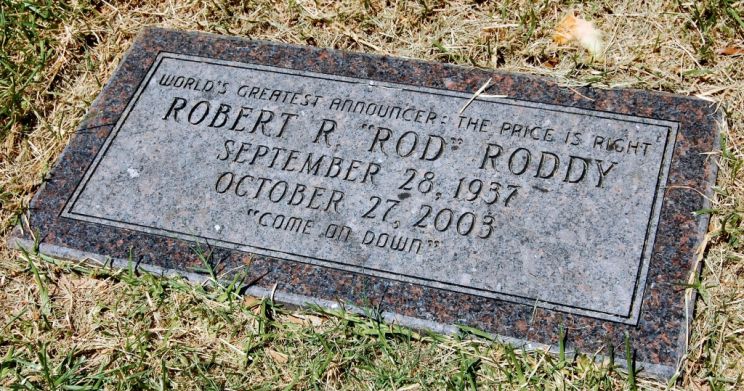 WORLD'S GREATEST ANNOUNCER: THE PRICE IS RIGHT
ROBERT R. "ROD" RODDY
SEPTEMBER 28, 1937
OCTOBER 27, 2003
"COME ON DOWN"